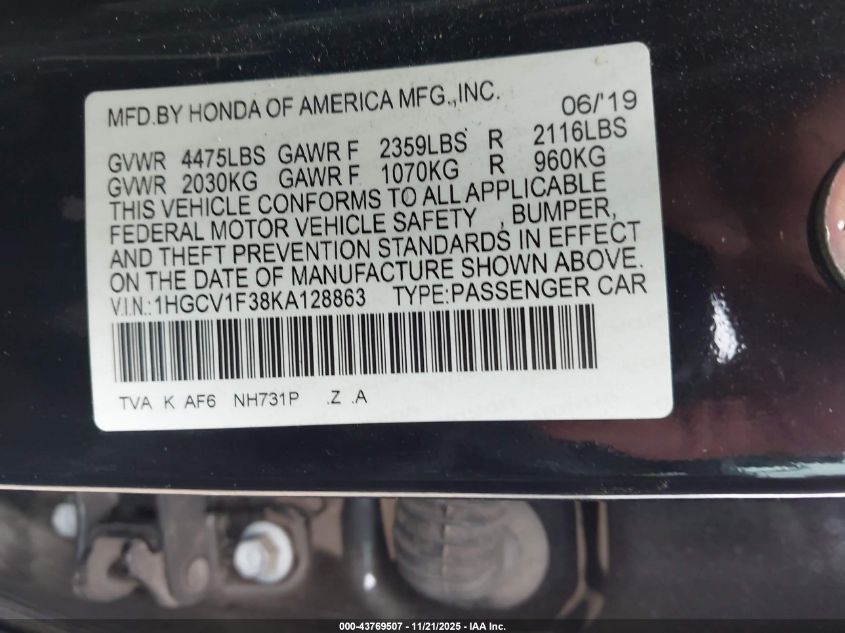 MFD.BY HONDA OF AMERICA MFG.,INC. 06/'19
GVWR 4475LBS GAWR F 2359LBS R 2116LBS
GVWR 2030KG GAWR F 1070KG R 960KG
THIS VEHICLE CONFORMS TO ALL APPLICABLE
FEDERAL MOTOR VEHICLE SAFETY , BUMPER,
AND THEFT PREVENTION STANDARDS IN EFFECT
ON THE DATE OF MANUFACTURE SHOWN ABOVE.
V.I.N.:1HGCV1F38KA128863 TYPE:PASSENGER CAR
TVA K AF6 NH731P .Z .A
000-43769507 - 11/21/2025 - IAA Inc.